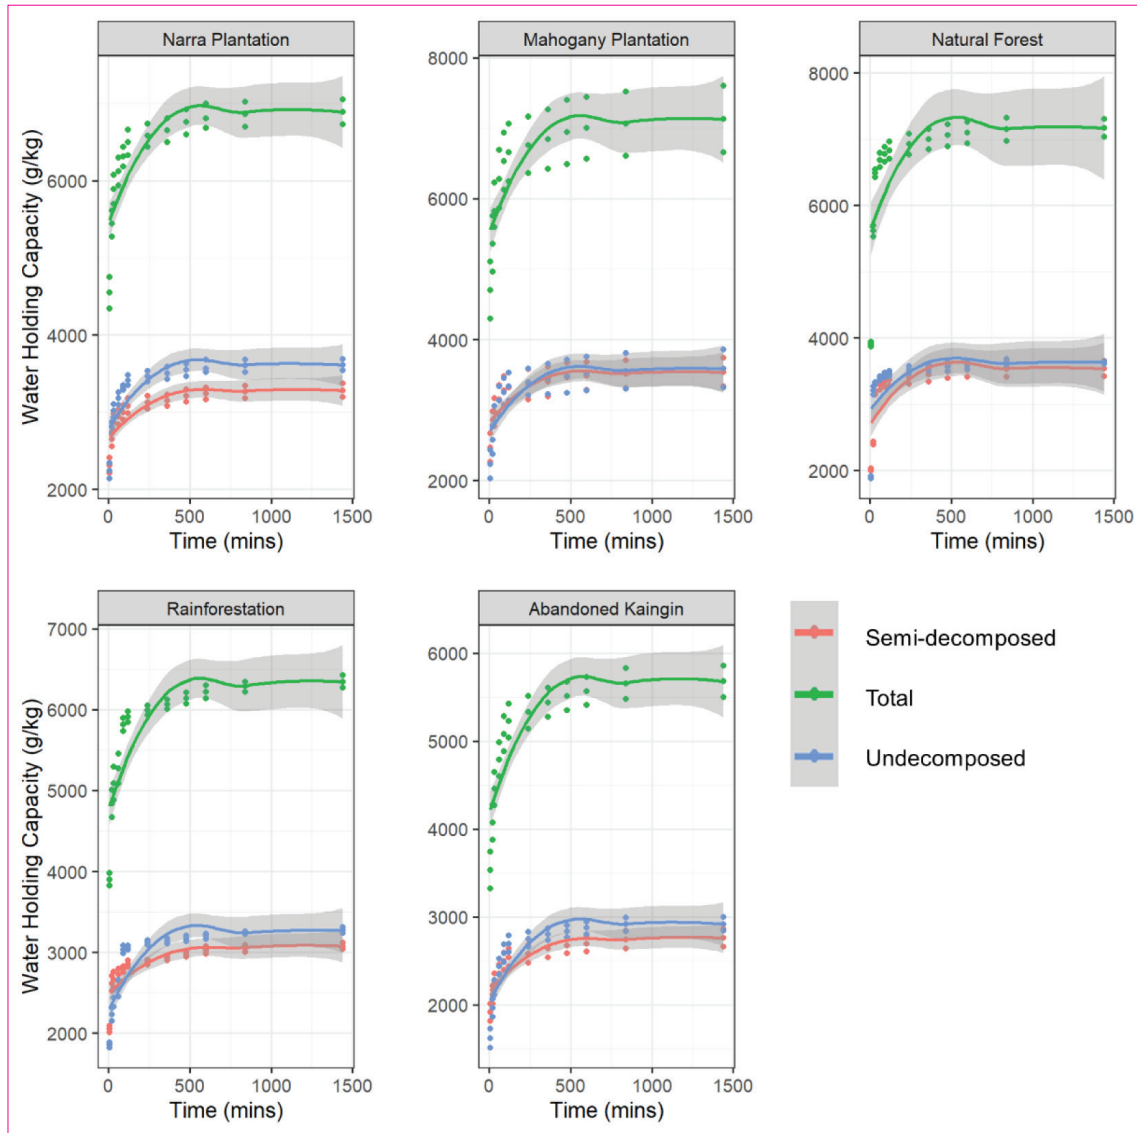 Narra Plantation
Mahogany Plantation
Natural Forest
Water Holding Capacity (g/kg)
6000
4000
2000
0
500
1000
1500
Time (mins)
8000
6000
4000
2000
0
500
1000
1500
Time (mins)
8000
6000
4000
2000
0
500
1000
1500
Time (mins)
Rainforestation
Abandoned Kaingin
Water Holding Capacity (g/kg)
7000
6000
5000
4000
3000
2000
0
500
1000
1500
Time (mins)
6000
5000
4000
3000
2000
0
500
1000
1500
Time (mins)
Semi-decomposed
Total
Undecomposed